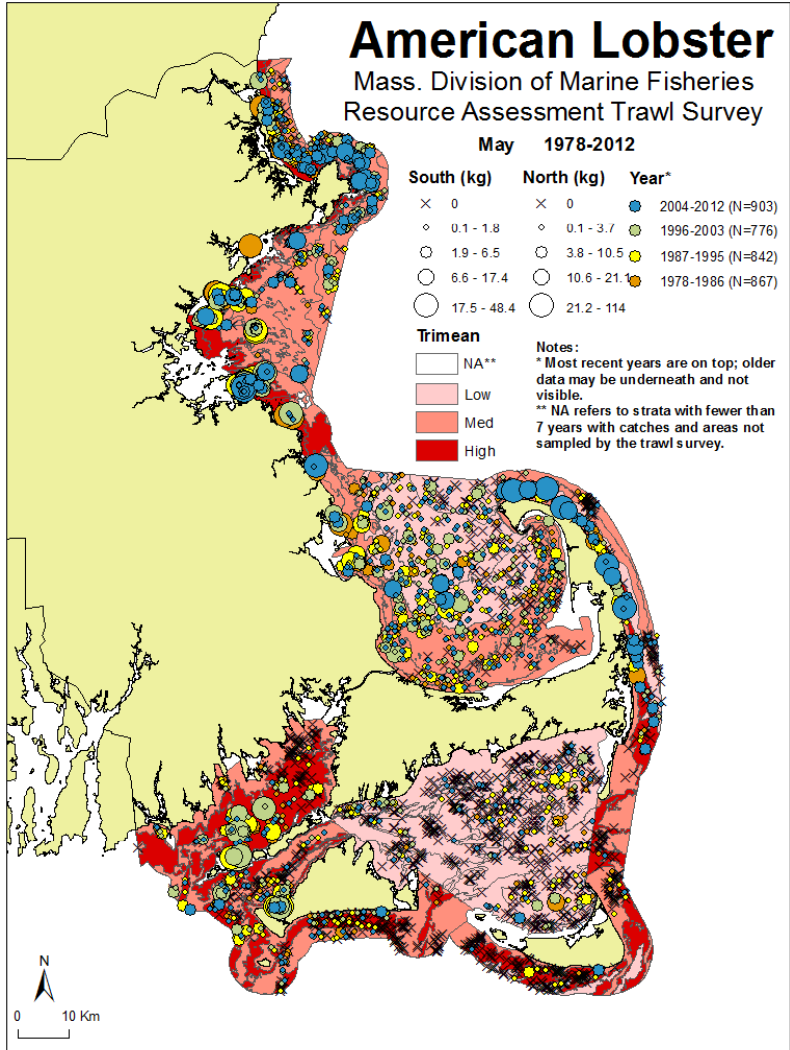 American Lobster
Mass. Division of Marine Fisheries
Resource Assessment Trawl Survey
May 1978-2012
South (kg) North (kg) Year*
0 0 2004-2012 (N=903)
0.1 - 1.8 0.1 - 3.7 1996-2003 (N=776)
1.9 - 6.5 3.8 - 10.5 1987-1995 (N=842)
6.6 - 17.4 10.6 - 21.1 1978-1986 (N=867)
17.5 - 48.4 21.2 - 114
Trimean
NA**
Low
Med
High
Notes:
* Most recent years are on top; older
data may be underneath and not
visible.
** NA refers to strata with fewer than
7 years with catches and areas not
sampled by the trawl survey.
N
0 10 Km